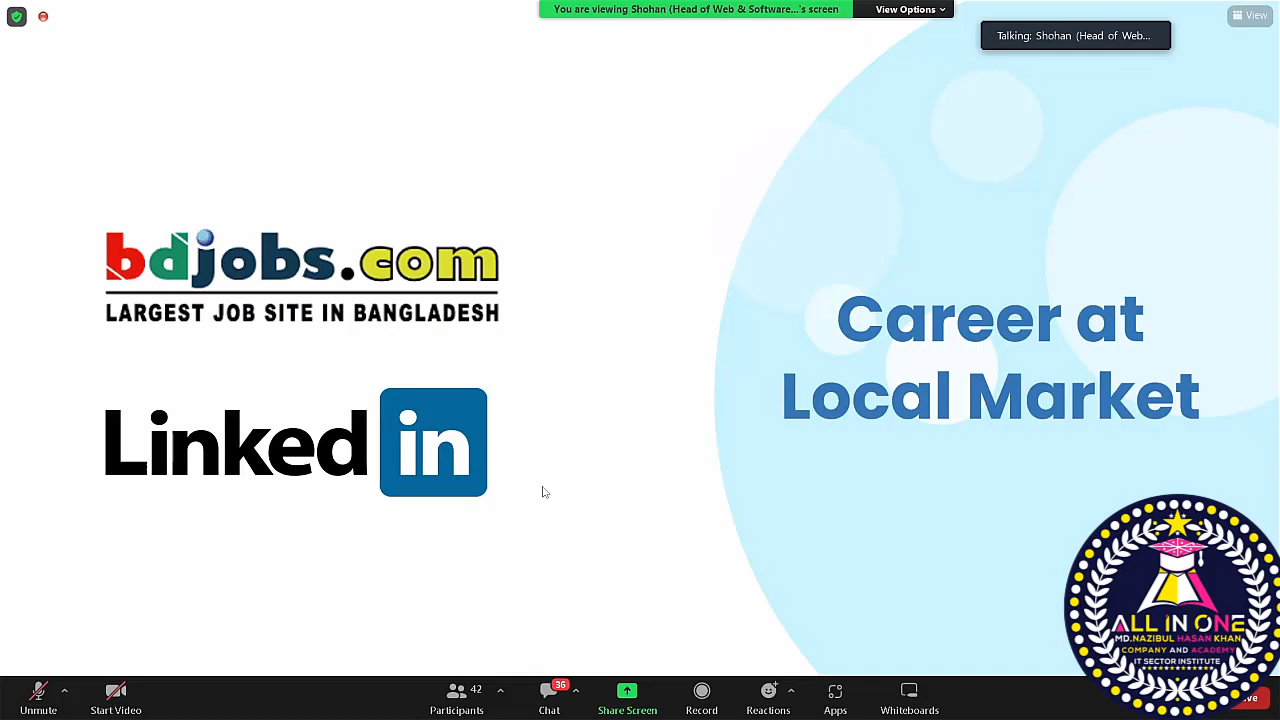 You are viewing Shohan (Head of Web & Software...'s screen
View Options
View
Talking: Shohan (Head of Web...
bdjobs.com
LARGEST JOB SITE IN BANGLADESH
Linked in
Career at
Local Market
ALL IN ONE
MD.NAZIBUL HASAN KHAN
COMPANY AND ACADEMY
IT SECTOR INSTITUTE
Unmute
Start Video
42
Participants
36
Chat
Share Screen
Record
Reactions
Apps
Whiteboards